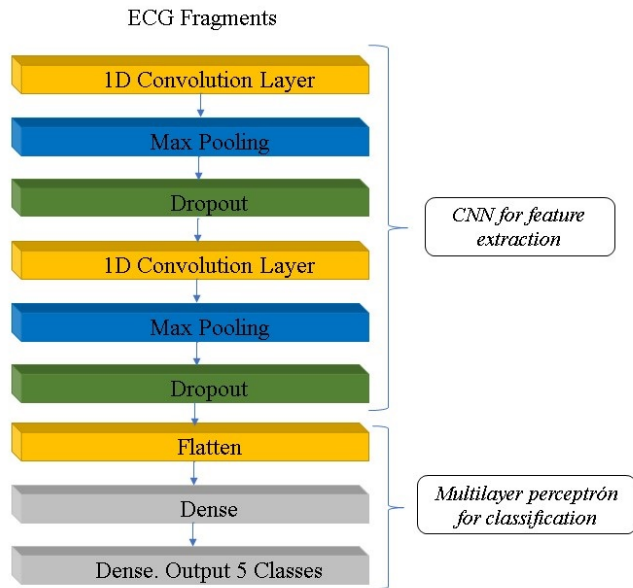 ECG Fragments
1D Convolution Layer
Max Pooling
Dropout
1D Convolution Layer
Max Pooling
Dropout
CNN for feature
extraction
Flatten
Dense
Dense. Output 5 Classes
Multilayer perceptrón
for classification